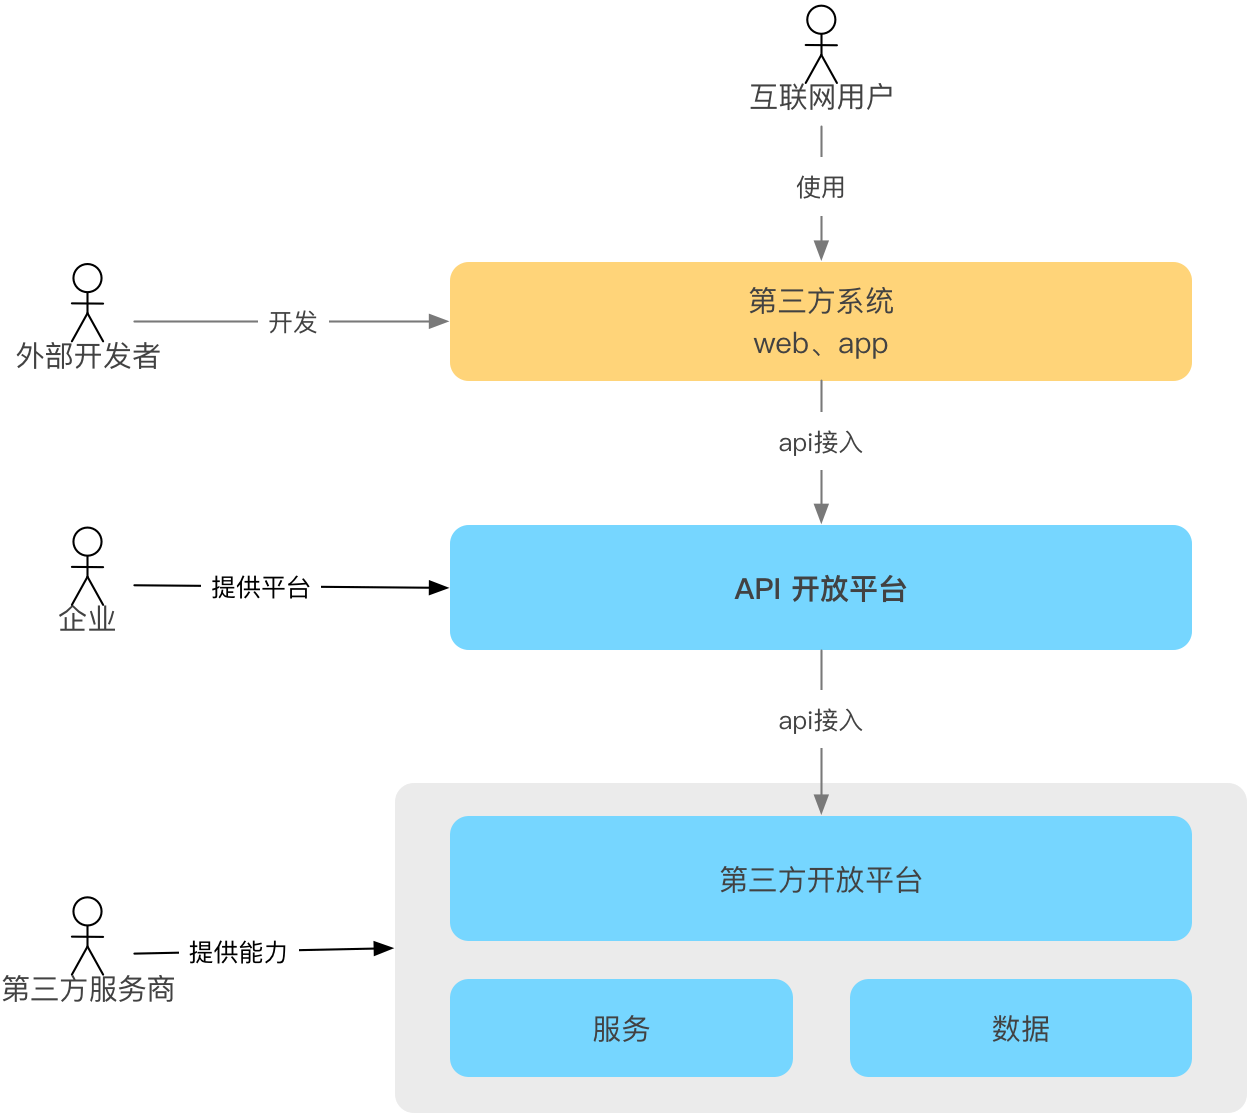 互联网用户
使用
外部开发者
开发
第三方系统
web、app
api接入
企业
提供平台
API 开放平台
api接入
第三方开放平台
第三方服务商
提供能力
服务
数据